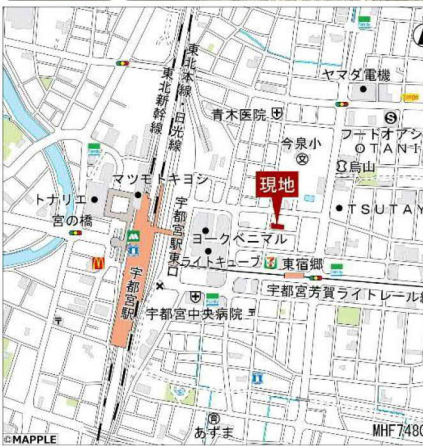 東北本線・日光線
東北新幹線
ヤマダ電機
青木医院
今泉小
文
フードオアシ
OTANI
烏山
現地
TSUTAY
マツモトキヨシ
トナリエ
宮の橋
宇都宮駅東口
ヨークベニマル
ライトキューブ
東宿郷
宇都宮駅
宇都宮芳賀ライトレール線
宇都宮中央病院
あずま
©MAPPLE
MHF7480